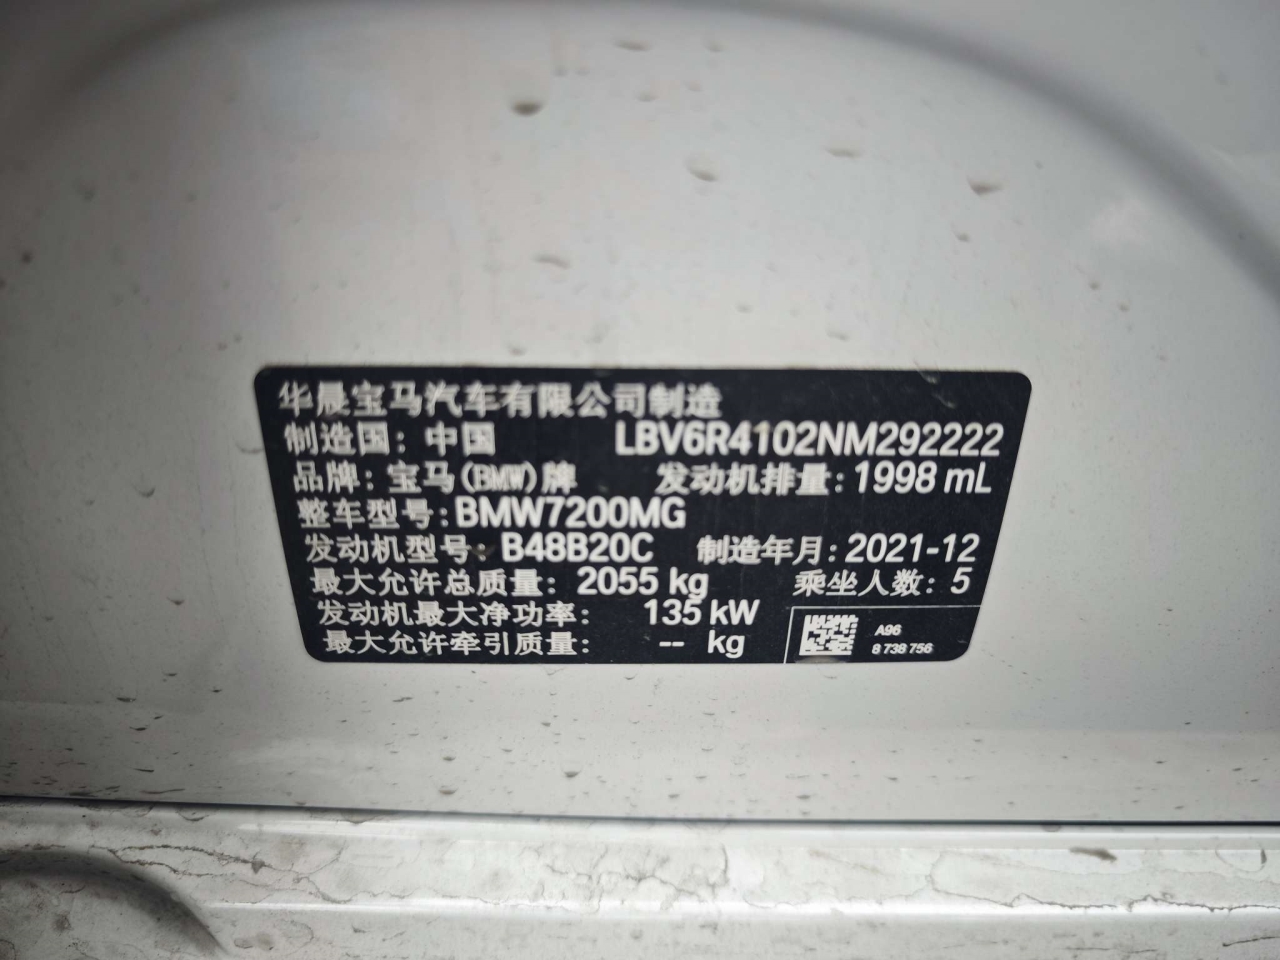 华晨宝马汽车有限公司制造
制造国：中国 LBV6R4102NM292222
品牌：宝马(BMW)牌 发动机排量：1998 mL
整车型号：BMW7200MG
发动机型号：B48B20C 制造年月：2021-12
最大允许总质量：2055 kg 乘坐人数：5
发动机最大净功率：135 kW
最大允许牵引质量：-- kg
A96
8 738 756